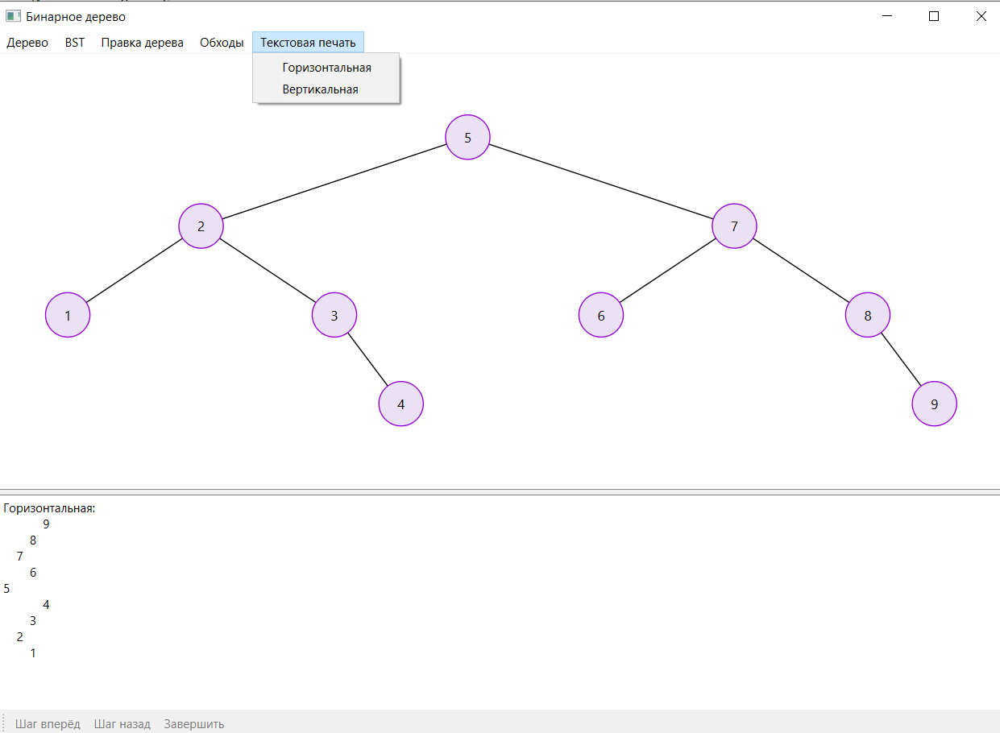 Бинарное дерево
Дерево BST Правка дерева Обходы Текстовая печать
Горизонтальная
Вертикальная
5
2 7
1 3 6 8
4 9
Горизонтальная:
9
8
7
6
5
4
3
2
1
Шаг вперёд Шаг назад Завершить